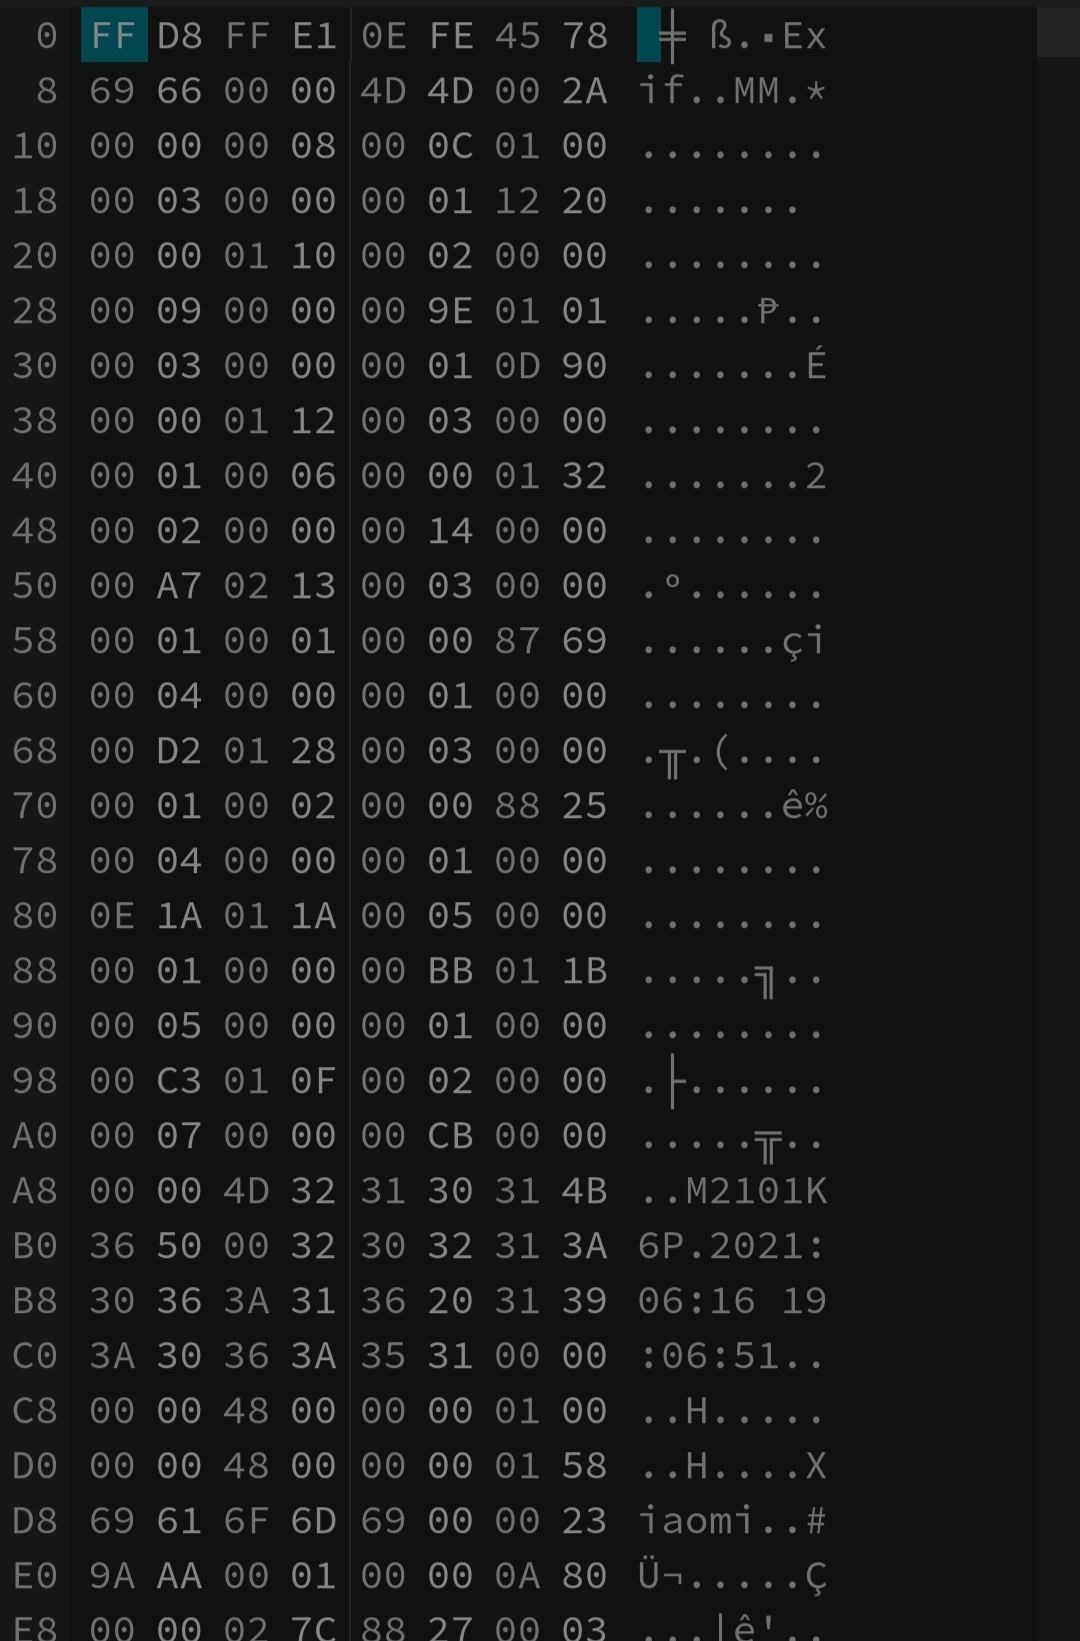 0 FF D8 FF E1 0E FE 45 78 ╪ ß.▪Ex
8 69 66 00 00 4D 4D 00 2A if..MM.*
10 00 00 00 08 00 0C 01 00 ........
18 00 03 00 00 00 01 12 20 .......
20 00 00 01 10 00 02 00 00 ........
28 00 09 00 00 00 9E 01 01 .....₧..
30 00 03 00 00 00 01 0D 90 .......É
38 00 00 01 12 00 03 00 00 ........
40 00 01 00 06 00 00 01 32 .......2
48 00 02 00 00 00 14 00 00 ........
50 00 A7 02 13 00 03 00 00 .º......
58 00 01 00 01 00 00 87 69 ......çi
60 00 04 00 00 00 01 00 00 ........
68 00 D2 01 28 00 03 00 00 .╥.(....
70 00 01 00 02 00 00 88 25 ......ê%
78 00 04 00 00 00 01 00 00 ........
80 0E 1A 01 1A 00 05 00 00 ........
88 00 01 00 00 00 BB 01 1B .....╗..
90 00 05 00 00 00 01 00 00 ........
98 00 C3 01 0F 00 02 00 00 .├......
A0 00 07 00 00 00 CB 00 00 .....╦..
A8 00 00 4D 32 31 30 31 4B ..M2101K
B0 36 50 00 32 30 32 31 3A 6P.2021:
B8 30 36 3A 31 36 20 31 39 06:16 19
C0 3A 30 36 3A 35 31 00 00 :06:51..
C8 00 00 48 00 00 00 01 00 ..H.....
D0 00 00 48 00 00 00 01 58 ..H....X
D8 69 61 6F 6D 69 00 00 23 iaomi..#
E0 9A AA 00 01 00 00 0A 80 Ü¬.....Ç
E8 00 00 02 7C 88 27 00 03 ...|ê'..